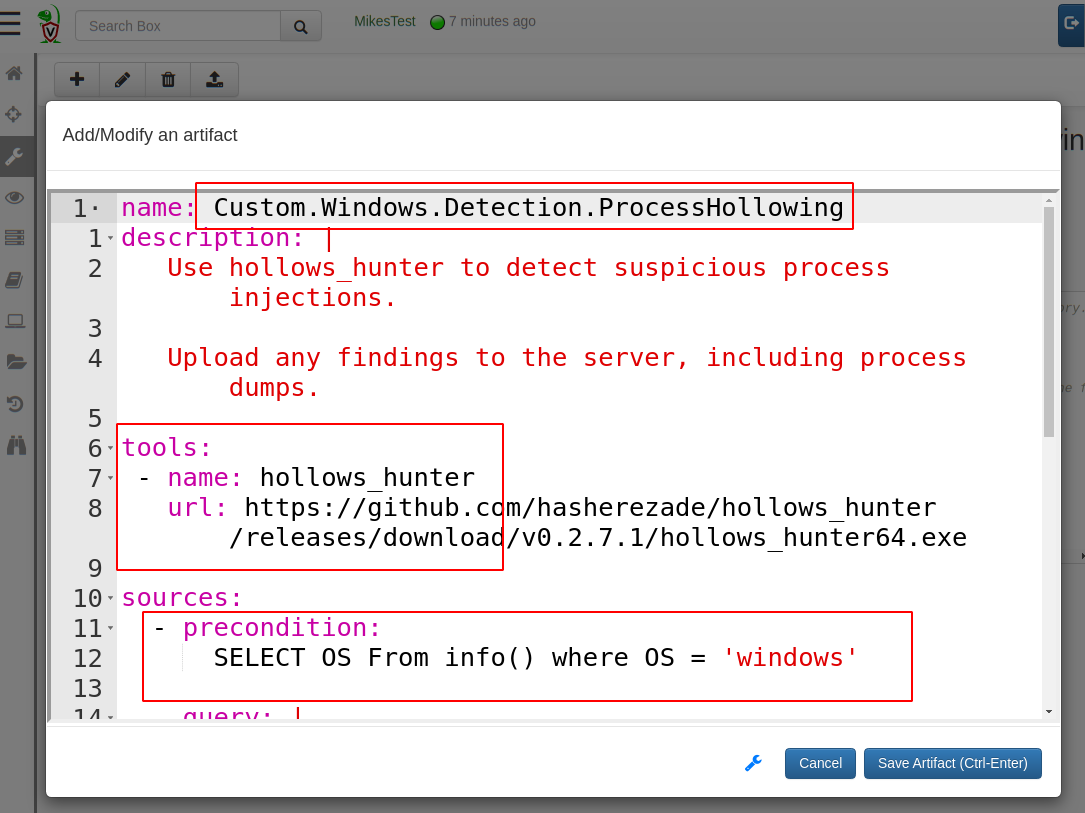 Search Box
MikesTest
7 minutes ago
Add/Modify an artifact
1· name: Custom.Windows.Detection.ProcessHollowing
1 description: |
2 Use hollows_hunter to detect suspicious process
injections.
3
4 Upload any findings to the server, including process
dumps.
5
6 tools:
7 - name: hollows_hunter
8 url: https://github.com/hasherezade/hollows_hunter
/releases/download/v0.2.7.1/hollows_hunter64.exe
9
10 sources:
11 - precondition:
12 SELECT OS From info() where OS = 'windows'
13
14 query: |
Cancel
Save Artifact (Ctrl-Enter)